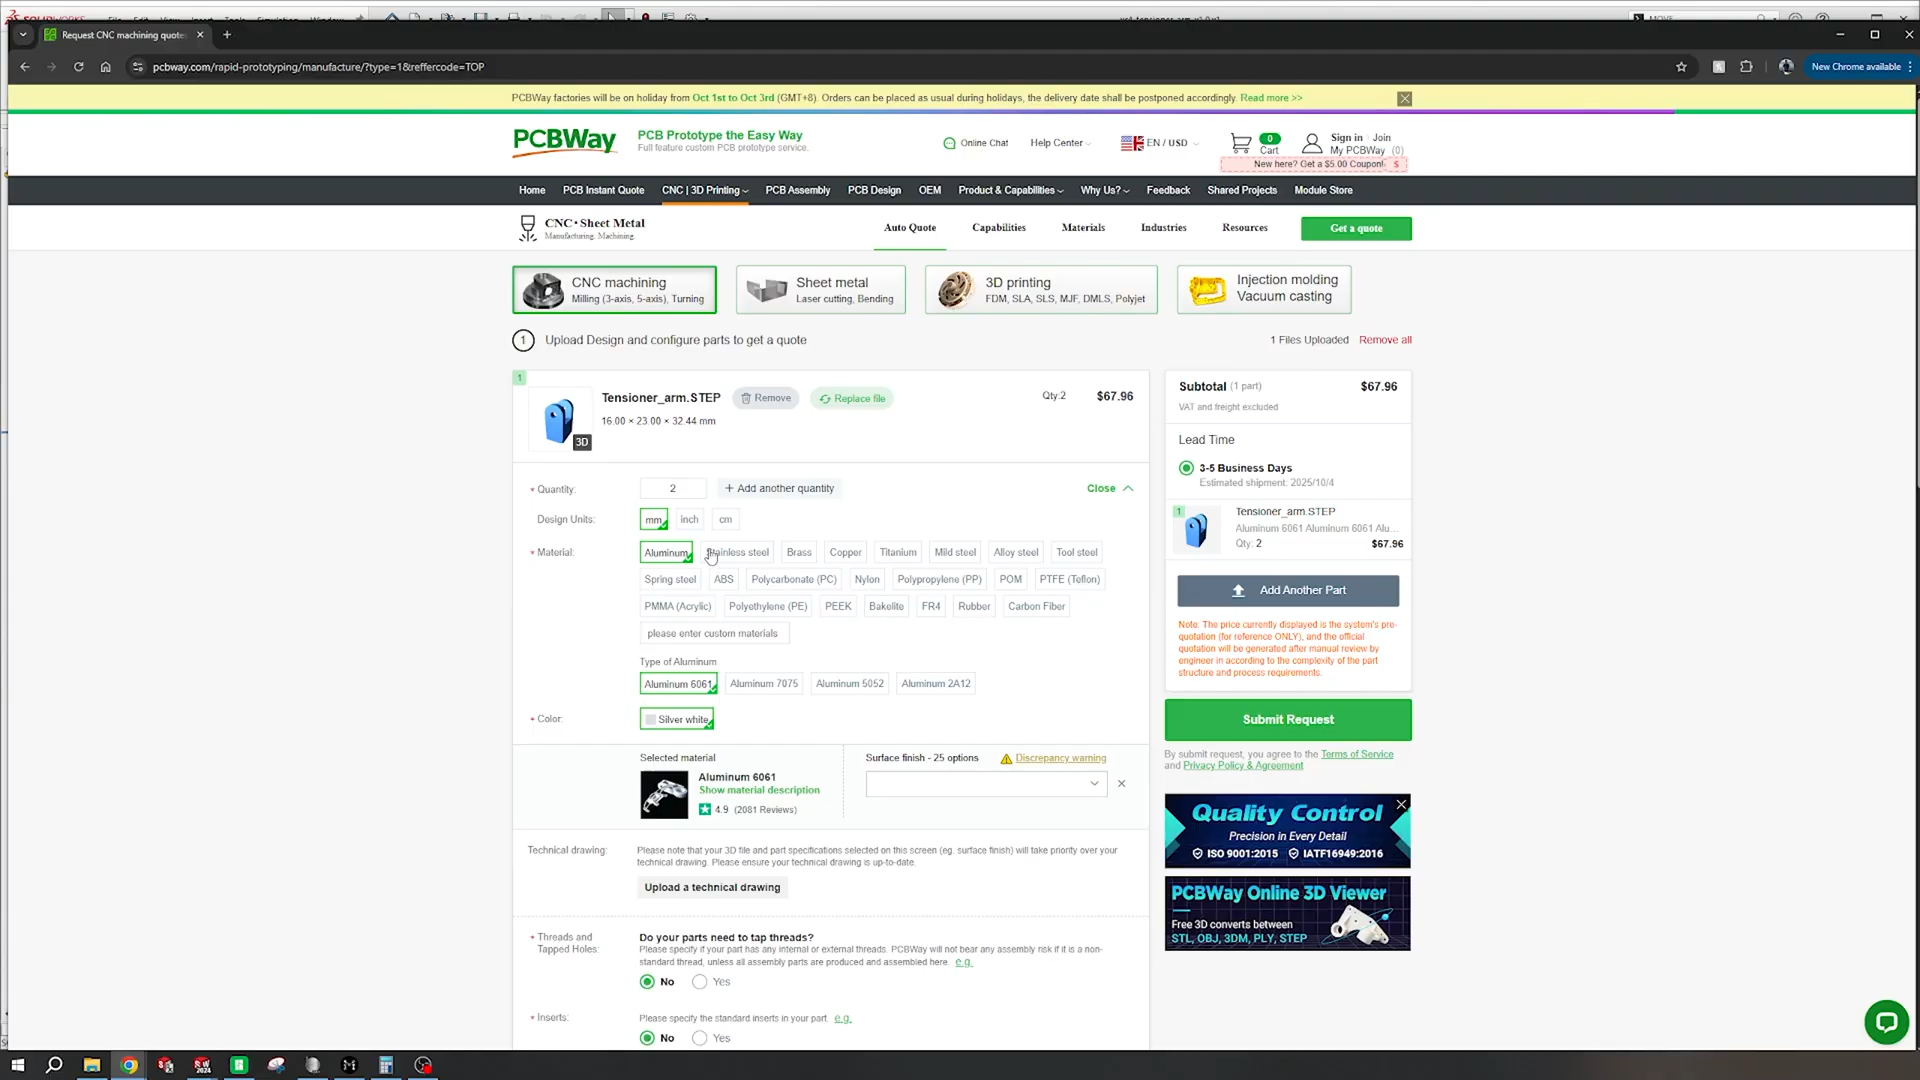 SOLIDWORKS
File
Edit
View
Insert
Tools
Simulation
Window
MOVE
Request CNC machining quote
pcbway.com/rapid-prototyping/manufacture/?type=1&reffercode=TOP
New Chrome available
PCBWay factories will be on holiday from Oct 1st to Oct 3rd (GMT+8). Orders can be placed as usual during holidays, the delivery date shall be postponed accordingly. Read more >>
PCBWay
PCB Prototype the Easy Way
Full feature custom PCB prototype service.
Online Chat
Help Center
EN / USD
0
Cart
Sign in
Join
My PCBWay (0)
New here? Get a $5.00 Coupon!
$
Home
PCB Instant Quote
CNC | 3D Printing
PCB Assembly
PCB Design
OEM
Product & Capabilities
Why Us?
Feedback
Shared Projects
Module Store
CNC•Sheet Metal
Manufacturing. Machining.
Auto Quote
Capabilities
Materials
Industries
Resources
Get a quote
CNC machining
Milling (3-axis, 5-axis), Turning
Sheet metal
Laser cutting, Bending
3D printing
FDM, SLA, SLS, MJF, DMLS, Polyjet
Injection molding
Vacuum casting
1 Upload Design and configure parts to get a quote
1 Files Uploaded
Remove all
1
3D
Tensioner_arm.STEP
Remove
Replace file
Qty:2
$67.96
16.00 × 23.00 × 32.44 mm
* Quantity:
2
+ Add another quantity
Close
Design Units:
mm
inch
cm
* Material:
Aluminum
Brass
Copper
Titanium
Mild steel
Alloy steel
Tool steel
Spring steel
ABS
Polycarbonate (PC)
Nylon
Polypropylene (PP)
POM
PTFE (Teflon)
PMMA (Acrylic)
Polyethylene (PE)
PEEK
Bakelite
FR4
Rubber
Carbon Fiber
please enter custom materials
Type of Aluminum
Aluminum 6061
Aluminum 7075
Aluminum 5052
Aluminum 2A12
* Color:
Silver white
Selected material
Aluminum 6061
Show material description
4.9 (2081 Reviews)
Surface finish - 25 options
Discrepancy warning
Technical drawing:
Please note that your 3D file and part specifications selected on this screen (eg. surface finish) will take priority over your
technical drawing. Please ensure your technical drawing is up-to-date.
Upload a technical drawing
* Threads and
Tapped Holes:
Do your parts need to tap threads?
Please specify if your part has any internal or external threads. PCBWay will not bear any assembly risk if it is a non-
standard thread, unless all assembly parts are produced and assembled here. e.g.
No
Yes
* Inserts:
Please specify the standard inserts in your part. e.g.
No
Yes
Subtotal (1 part)
$67.96
VAT and freight excluded
Lead Time
3-5 Business Days
Estimated shipment: 2025/10/4
1
Tensioner_arm.STEP
Aluminum 6061 Aluminum 6061 Alu...
Qty: 2
$67.96
Add Another Part
Note: The price currently displayed is the system's pre-
quotation (for reference ONLY), and the official
quotation will be generated after manual review by
engineer in according to the complexity of the part
structure and process requirements.
Submit Request
By submit request, you agree to the Terms of Service
and Privacy Policy & Agreement
Quality Control
Precision in Every Detail
ISO 9001:2015
IATF16949:2016
PCBWay Online 3D Viewer
Free 3D converts between
STL, OBJ, 3DM, PLY, STEP
SW
2024